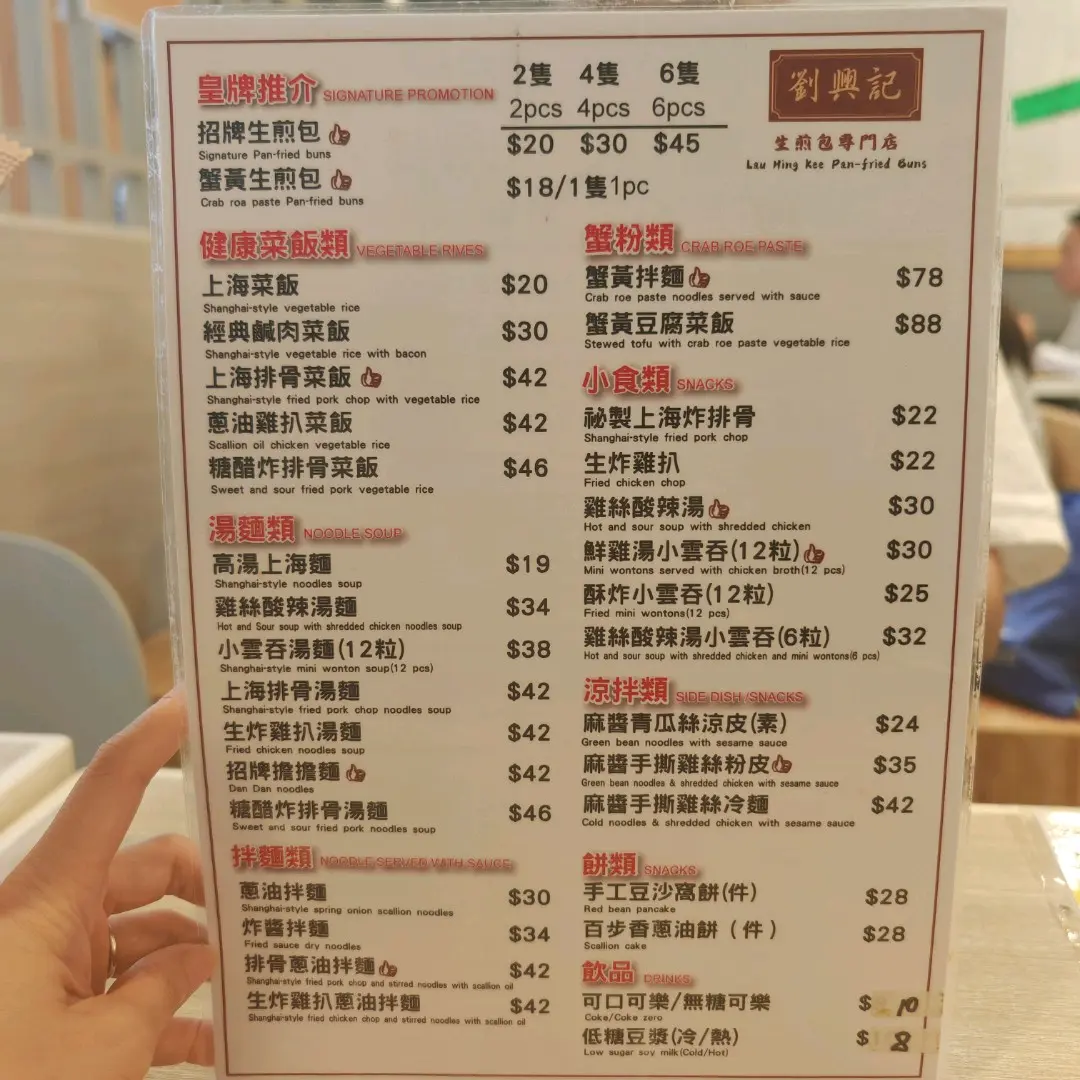 皇牌推介 SIGNATURE PROMOTION
2隻 4隻 6隻
2pcs 4pcs 6pcs
招牌生煎包 $20 $30 $45
Signature Pan-fried buns
蟹黃生煎包 $18/1隻1pc
Crab roa paste Pan-fried buns
劉興記
生煎包專門店
Lau Hing Kee Pan-fried Buns
健康菜飯類 VEGETABLE RIVES
上海菜飯 $20
Shanghai-style vegetable rice
經典鹹肉菜飯 $30
Shanghai-style vegetable rice with bacon
上海排骨菜飯 $42
Shanghai-style fried pork chop with vegetable rice
蔥油雞扒菜飯 $42
Scallion oil chicken vegetable rice
糖醋炸排骨菜飯 $46
Sweet and sour fried pork vegetable rice
湯麵類 NOODLE SOUP
高湯上海麵 $19
Shanghai-style noodles soup
雞絲酸辣湯麵 $34
Hot and Sour soup with shredded chicken noodles soup
小雲吞湯麵(12粒) $38
Shanghai-style mini wonton soup(12 pcs)
上海排骨湯麵 $42
Shanghai-style fried pork chop noodles soup
生炸雞扒湯麵 $42
Fried chicken noodles soup
招牌擔擔麵 $42
Dan Dan noodles
糖醋炸排骨湯麵 $46
Sweet and sour fried pork noodles soup
拌麵類 NOODLE SERVED WITH SAUCE
蔥油拌麵 $30
Shanghai-style spring onion scallion noodles
炸醬拌麵 $34
Fried sauce dry noodles
排骨蔥油拌麵 $42
Shanghai-style fried pork chop and stirred noodles with scallion oil
生炸雞扒蔥油拌麵 $42
Shanghai-style fried chicken chop and stirred noodles with scallion oil
蟹粉類 CRAB ROE PASTE
蟹黃拌麵 $78
Crab roe paste noodles served with sauce
蟹黃豆腐菜飯 $88
Stewed tofu with crab roe paste vegetable rice
小食類 SNACKS
祕製上海炸排骨 $22
Shanghai-style fried pork chop
生炸雞扒 $22
Fried chicken chop
雞絲酸辣湯 $30
Hot and sour soup with shredded chicken
鮮雞湯小雲吞(12粒) $30
Mini wontons served with chicken broth(12 pcs)
酥炸小雲吞(12粒) $25
Fried mini wontons(12 pcs)
雞絲酸辣湯小雲吞(6粒) $32
Hot and sour soup with shredded chicken and mini wontons(6 pcs)
涼拌類 SIDE DISH /SNACKS
麻醬青瓜絲涼皮(素) $24
Green bean noodles with sesame sauce
麻醬手撕雞絲粉皮 $35
Green bean noodles & shredded chicken with sesame sauce
麻醬手撕雞絲冷麵 $42
Cold noodles & shredded chicken with sesame sauce
餅類 SNACKS
手工豆沙窩餅(件) $28
Red bean pancake
百步香蔥油餅（件） $28
Scallion cake
飲品 DRINKS
可口可樂/無糖可樂 $ 10
Coke/Coke zero
低糖豆漿(冷/熱) $ 8
Low sugar soy milk(Cold/Hot)